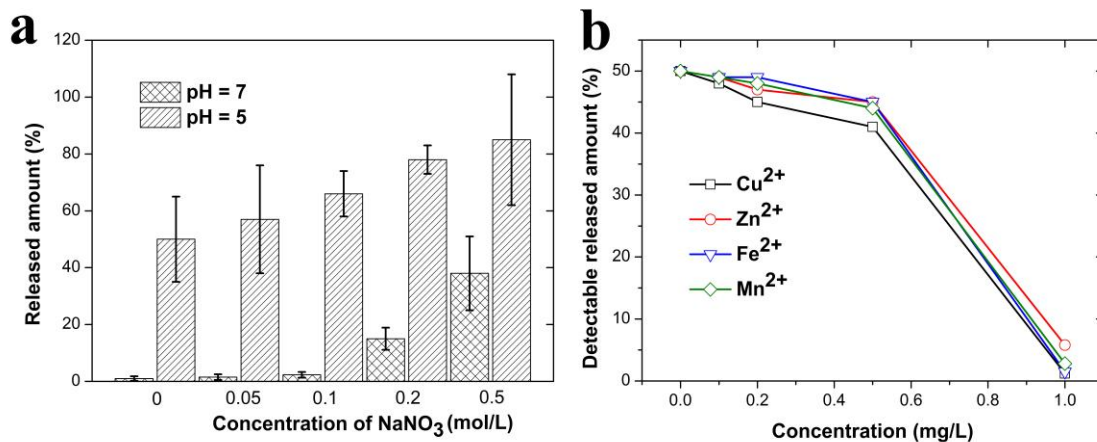 a
120
100
80
60
40
20
0
Released amount (%)
pH = 7
pH = 5
0 0.05 0.1 0.2 0.5
Concentration of NaNO3 (mol/L)
b
50
40
30
20
10
0
Detectable released amount (%)
Cu2+
Zn2+
Fe2+
Mn2+
0.0 0.2 0.4 0.6 0.8 1.0
Concentration (mg/L)